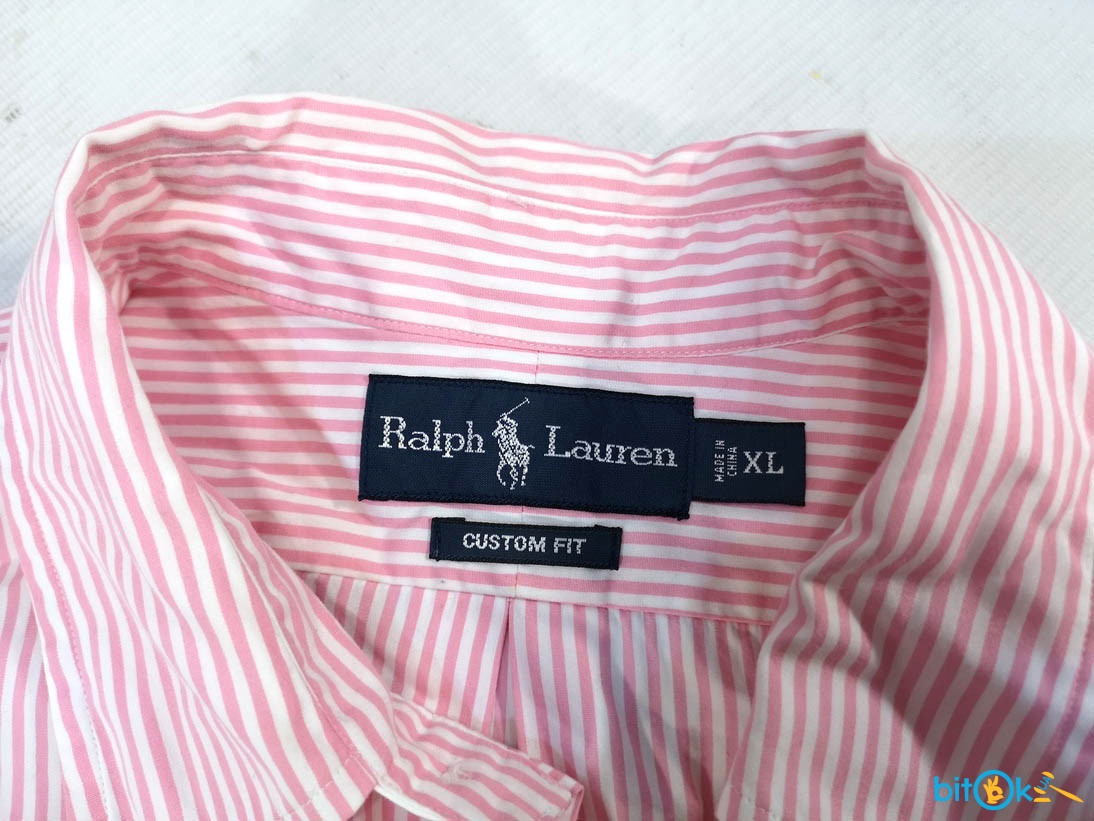 Ralph Lauren
MADE IN
CHINA
XL
CUSTOM FIT
bitOk